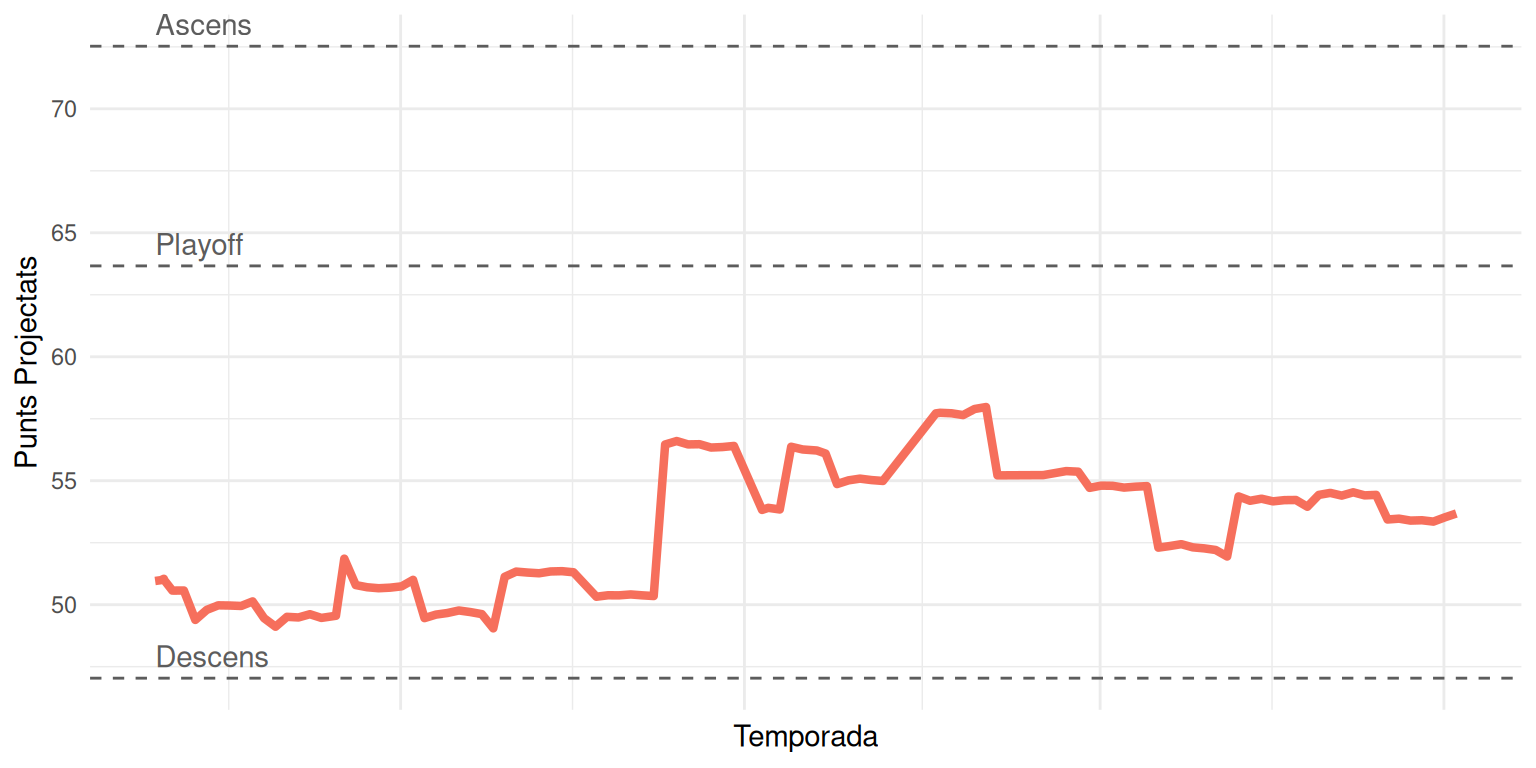 Ascens
70
65
Playoff
60
55
50
Descens
Punts Projectats
Temporada